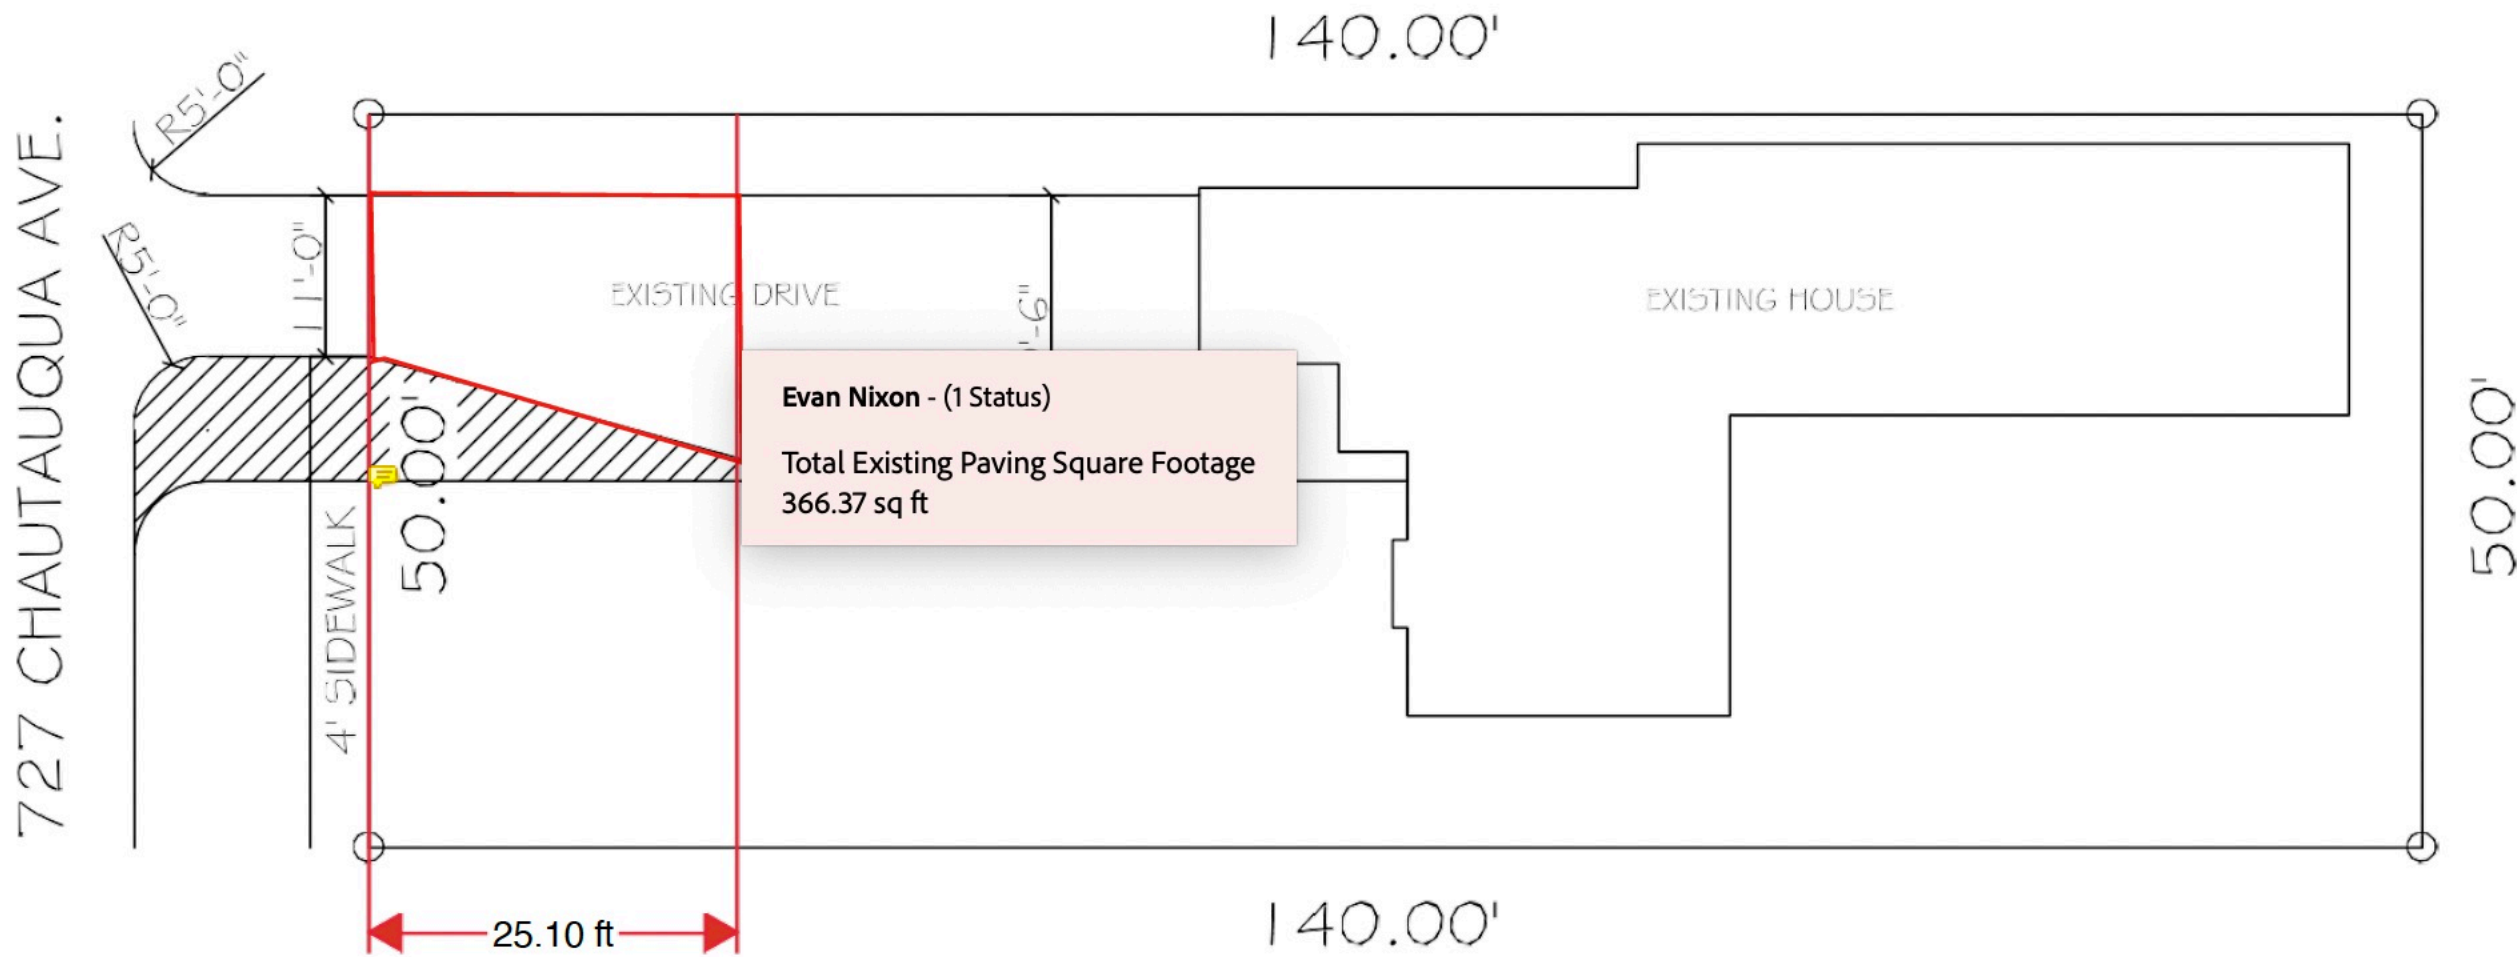 140.00'
R5'-0"
727 CHAUTAUQUA AVE.
R5'-0"
11'-0"
EXISTING DRIVE
EXISTING HOUSE
Evan Nixon - (1 Status)
Total Existing Paving Square Footage
366.37 sq ft
50.00'
50.00'
4' SIDEWALK
25.10 ft
140.00'